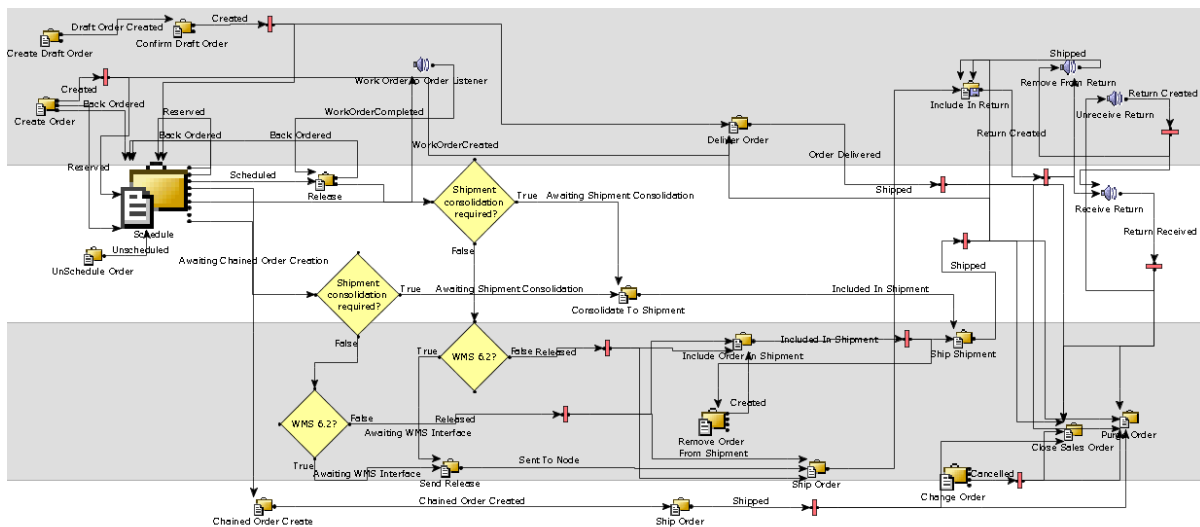 Created
Draft Order Created
Create Draft Order
Confirm Draft Order
Created
Back Ordered
Create Order
Work Order to Order Listener
Reserved
WorkOrderCompleted
Back Ordered
Back Ordered
WorkOrderCreated
Reserved
Deliver Order
Order Delivered
Shipped
Remove From Return
Include In Return
Return Created
Unreceive Return
Return Created
Scheduled
Release
Shipment
consolidation
required?
True
Awaiting Shipment Consolidation
Shipped
Receive Return
Schedule
Unscheduled
UnSchedule Order
False
Return Received
Awaiting Chained Order Creation
Shipped
Shipment
consolidation
required?
True
Awaiting Shipment Consolidation
Included In Shipment
Consolidate To Shipment
False
True
WMS 6.2?
False
Released
Include Order In Shipment
Included In Shipment
Ship Shipment
Created
WMS 6.2?
False
Released
Awaiting WMS Interface
Remove Order
From Shipment
Purge Order
Close Sales Order
True
Awaiting WMS Interface
Sent To Node
Send Release
Ship Order
Cancelled
Change Order
Chained Order Created
Chained Order Create
Shipped
Ship Order